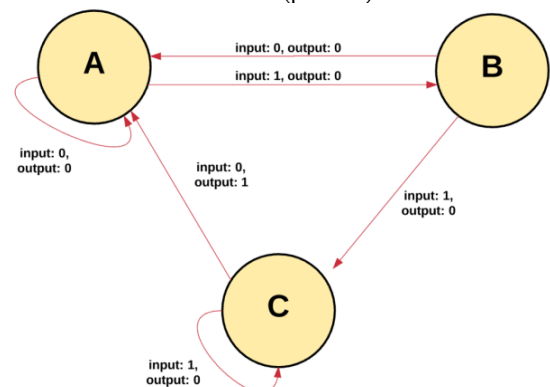 A
B
input: 0, output: 0
input: 1, output: 0
input: 0,
output: 0
input: 0,
output: 1
input: 1,
output: 0
C
input: 1,
output: 0